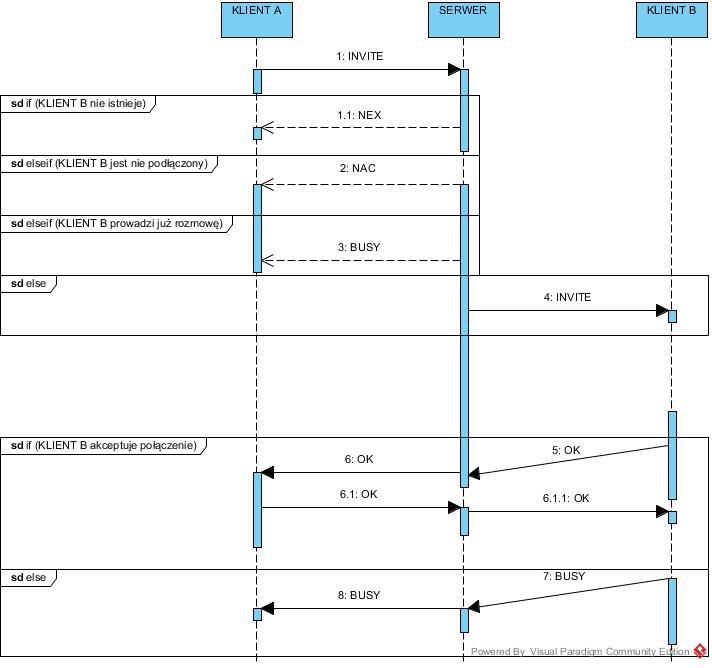 KLIENT A
SERWER
KLIENT B
1: INVITE
sd if (KLIENT B nie istnieje)
1.1: NEX
sd elseif (KLIENT B jest nie podłączony)
2: NAC
sd elseif (KLIENT B prowadzi już rozmowę)
3: BUSY
sd else
4: INVITE
sd if (KLIENT B akceptuje połączenie)
5: OK
6: OK
6.1: OK
6.1.1: OK
sd else
7: BUSY
8: BUSY
Powered By Visual Paradigm Community Edition